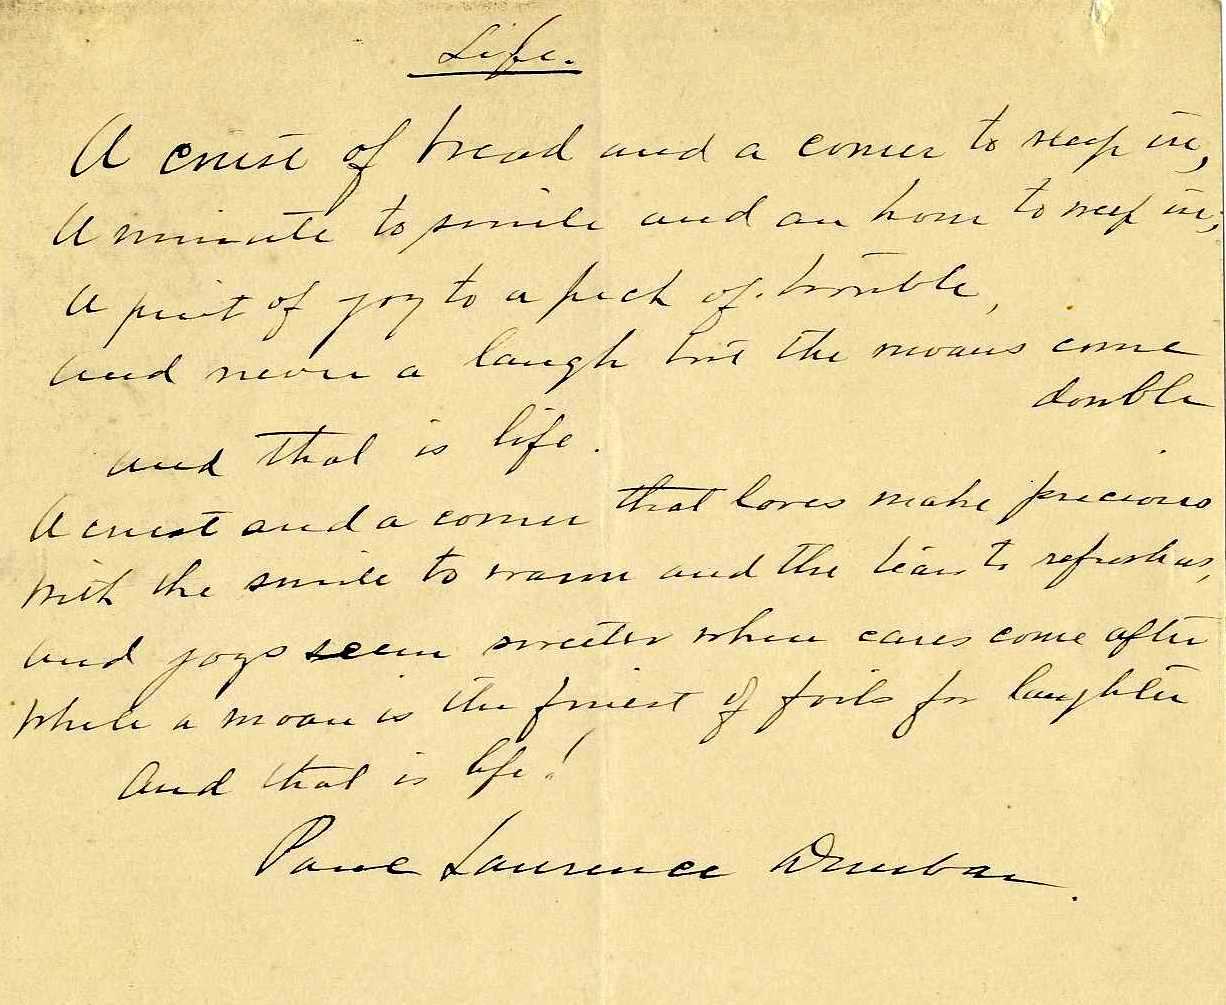 Life.
A crust of bread and a corner to sleep in,
A minute to smile and an hour to weep in,
A pint of joy to a peck of trouble,
And never a laugh but the moans come
double
And that is life.
A crust and a corner that loves make precious
With the smile to warm and the tears to refresh us,
And joys seem sweeter when cares come after
While a moan is the finest of foils for laughter
And that is life!
Paul Laurence Dunbar.